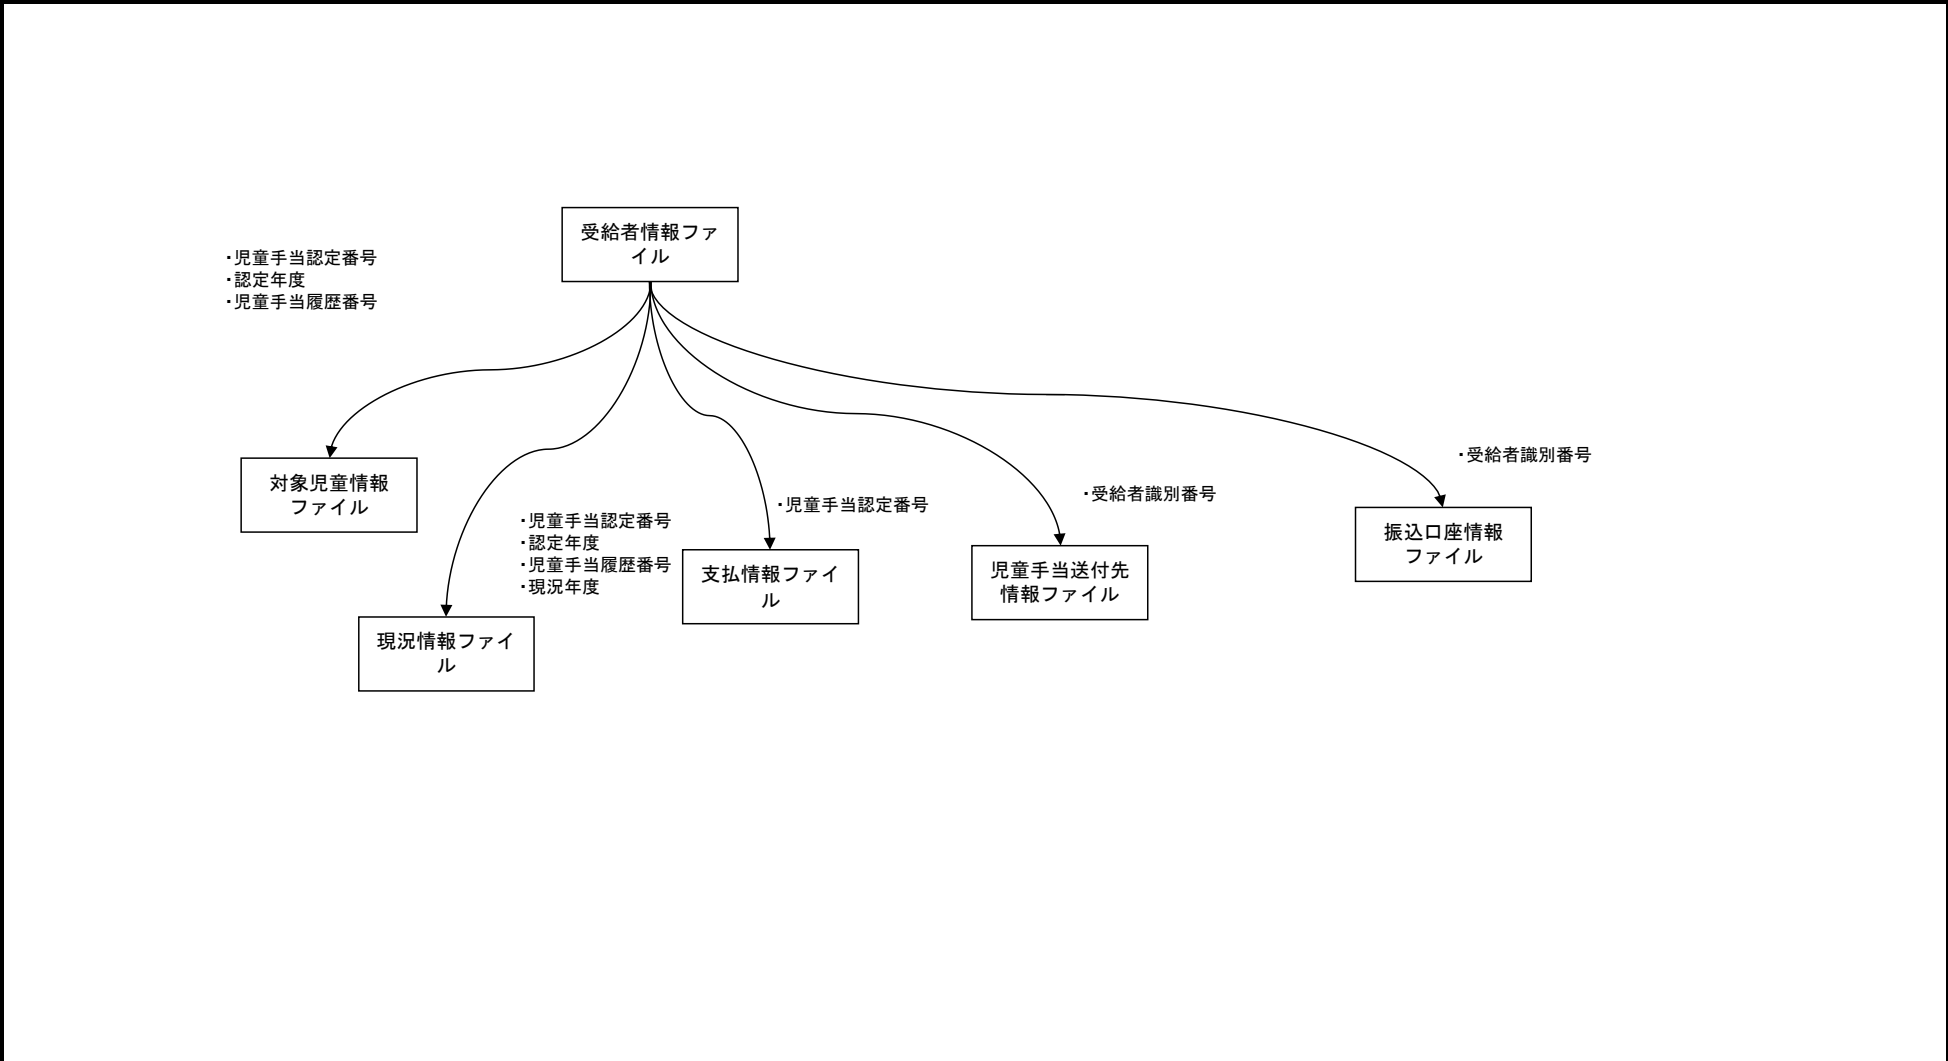 受給者情報ファ
イル
・児童手当認定番号
・認定年度
・児童手当履歴番号
対象児童情報
ファイル
・児童手当認定番号
・認定年度
・児童手当履歴番号
・現況年度
現況情報ファイ
ル
・児童手当認定番号
支払情報ファイ
ル
・受給者識別番号
児童手当送付先
情報ファイル
・受給者識別番号
振込口座情報
ファイル